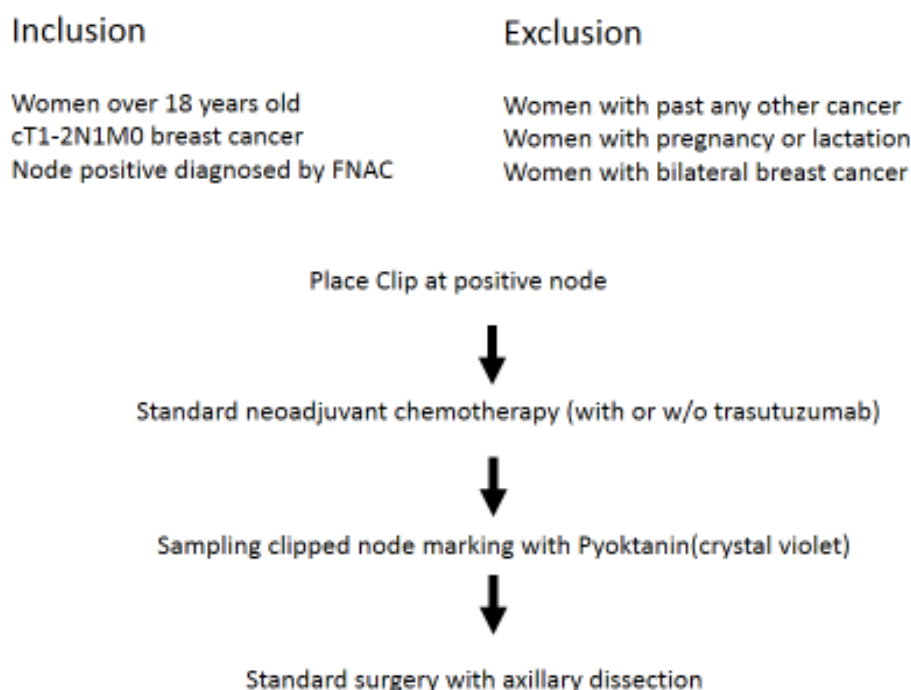 Inclusion
Women over 18 years old
cT1-2N1M0 breast cancer
Node positive diagnosed by FNAC
Exclusion
Women with past any other cancer
Women with pregnancy or lactation
Women with bilateral breast cancer
Place Clip at positive node
Standard neoadjuvant chemotherapy (with or w/o trasutuzumab)
Sampling clipped node marking with Pyoktanin(crystal violet)
Standard surgery with axillary dissection